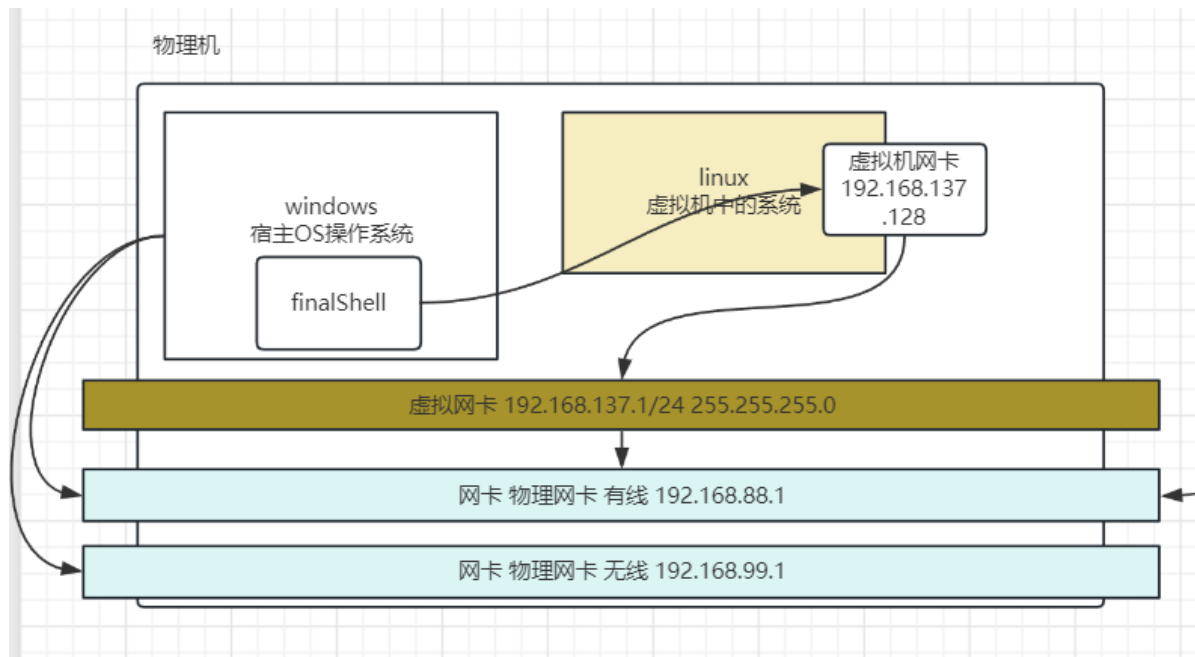 物理机
windows
宿主OS操作系统
finalShell
linux
虚拟机中的系统
虚拟机网卡
192.168.137
.128
虚拟网卡 192.168.137.1/24 255.255.255.0
网卡 物理网卡 有线 192.168.88.1
网卡 物理网卡 无线 192.168.99.1